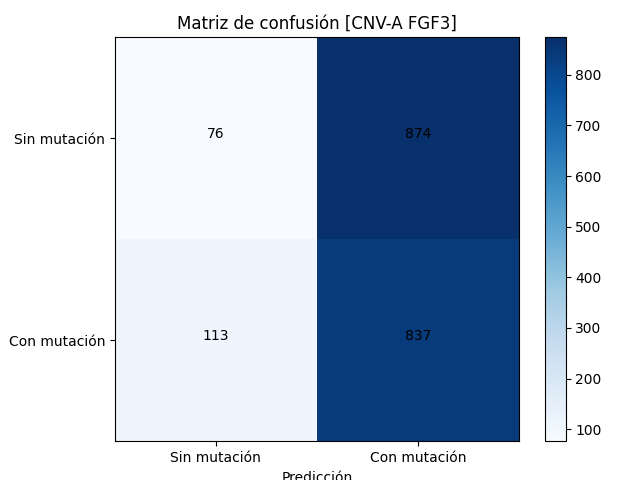 Matriz de confusión [CNV-A FGF3]
Sin mutación
76
874
Con mutación
113
837
Sin mutación
Con mutación
Predicción
800
700
600
500
400
300
200
100